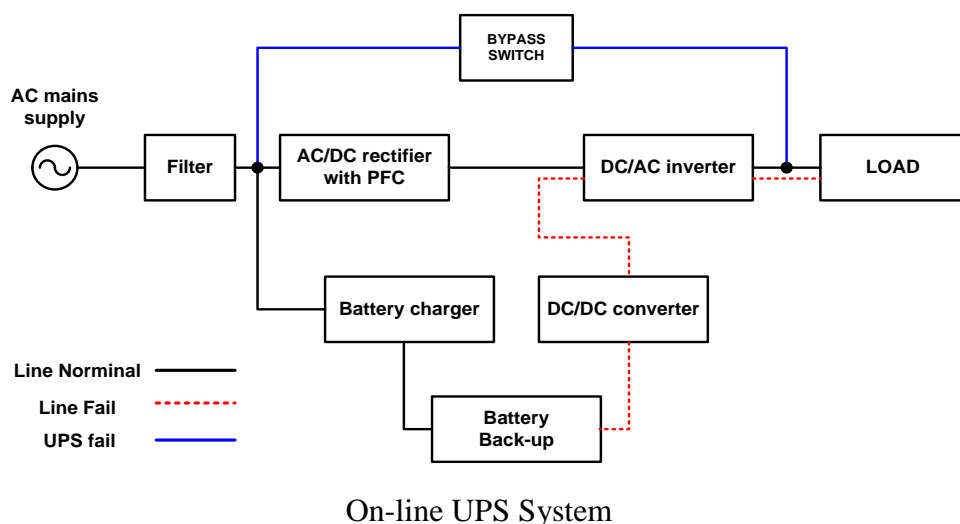 BYPASS
SWITCH
AC mains
supply
Filter
AC/DC rectifier
with PFC
DC/AC inverter
LOAD
Battery charger
DC/DC converter
Line Norminal
Line Fail
UPS fail
Battery
Back-up
On-line UPS System